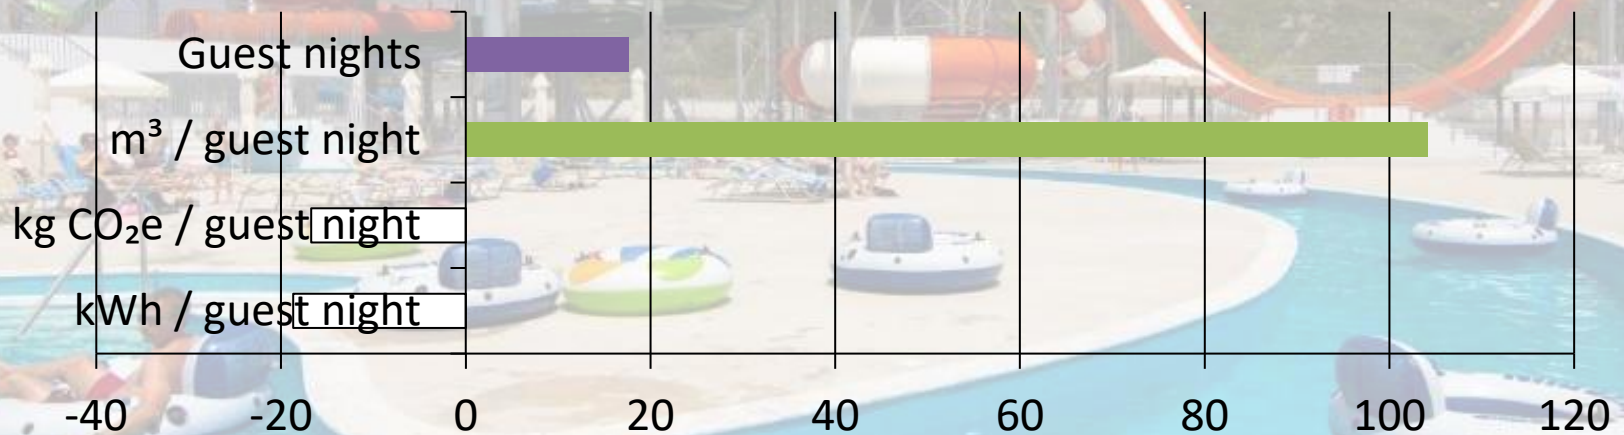 Guest nights
m³ / guest night
kg CO₂e / guest night
kWh / guest night
-40 -20 0 20 40 60 80 100 120